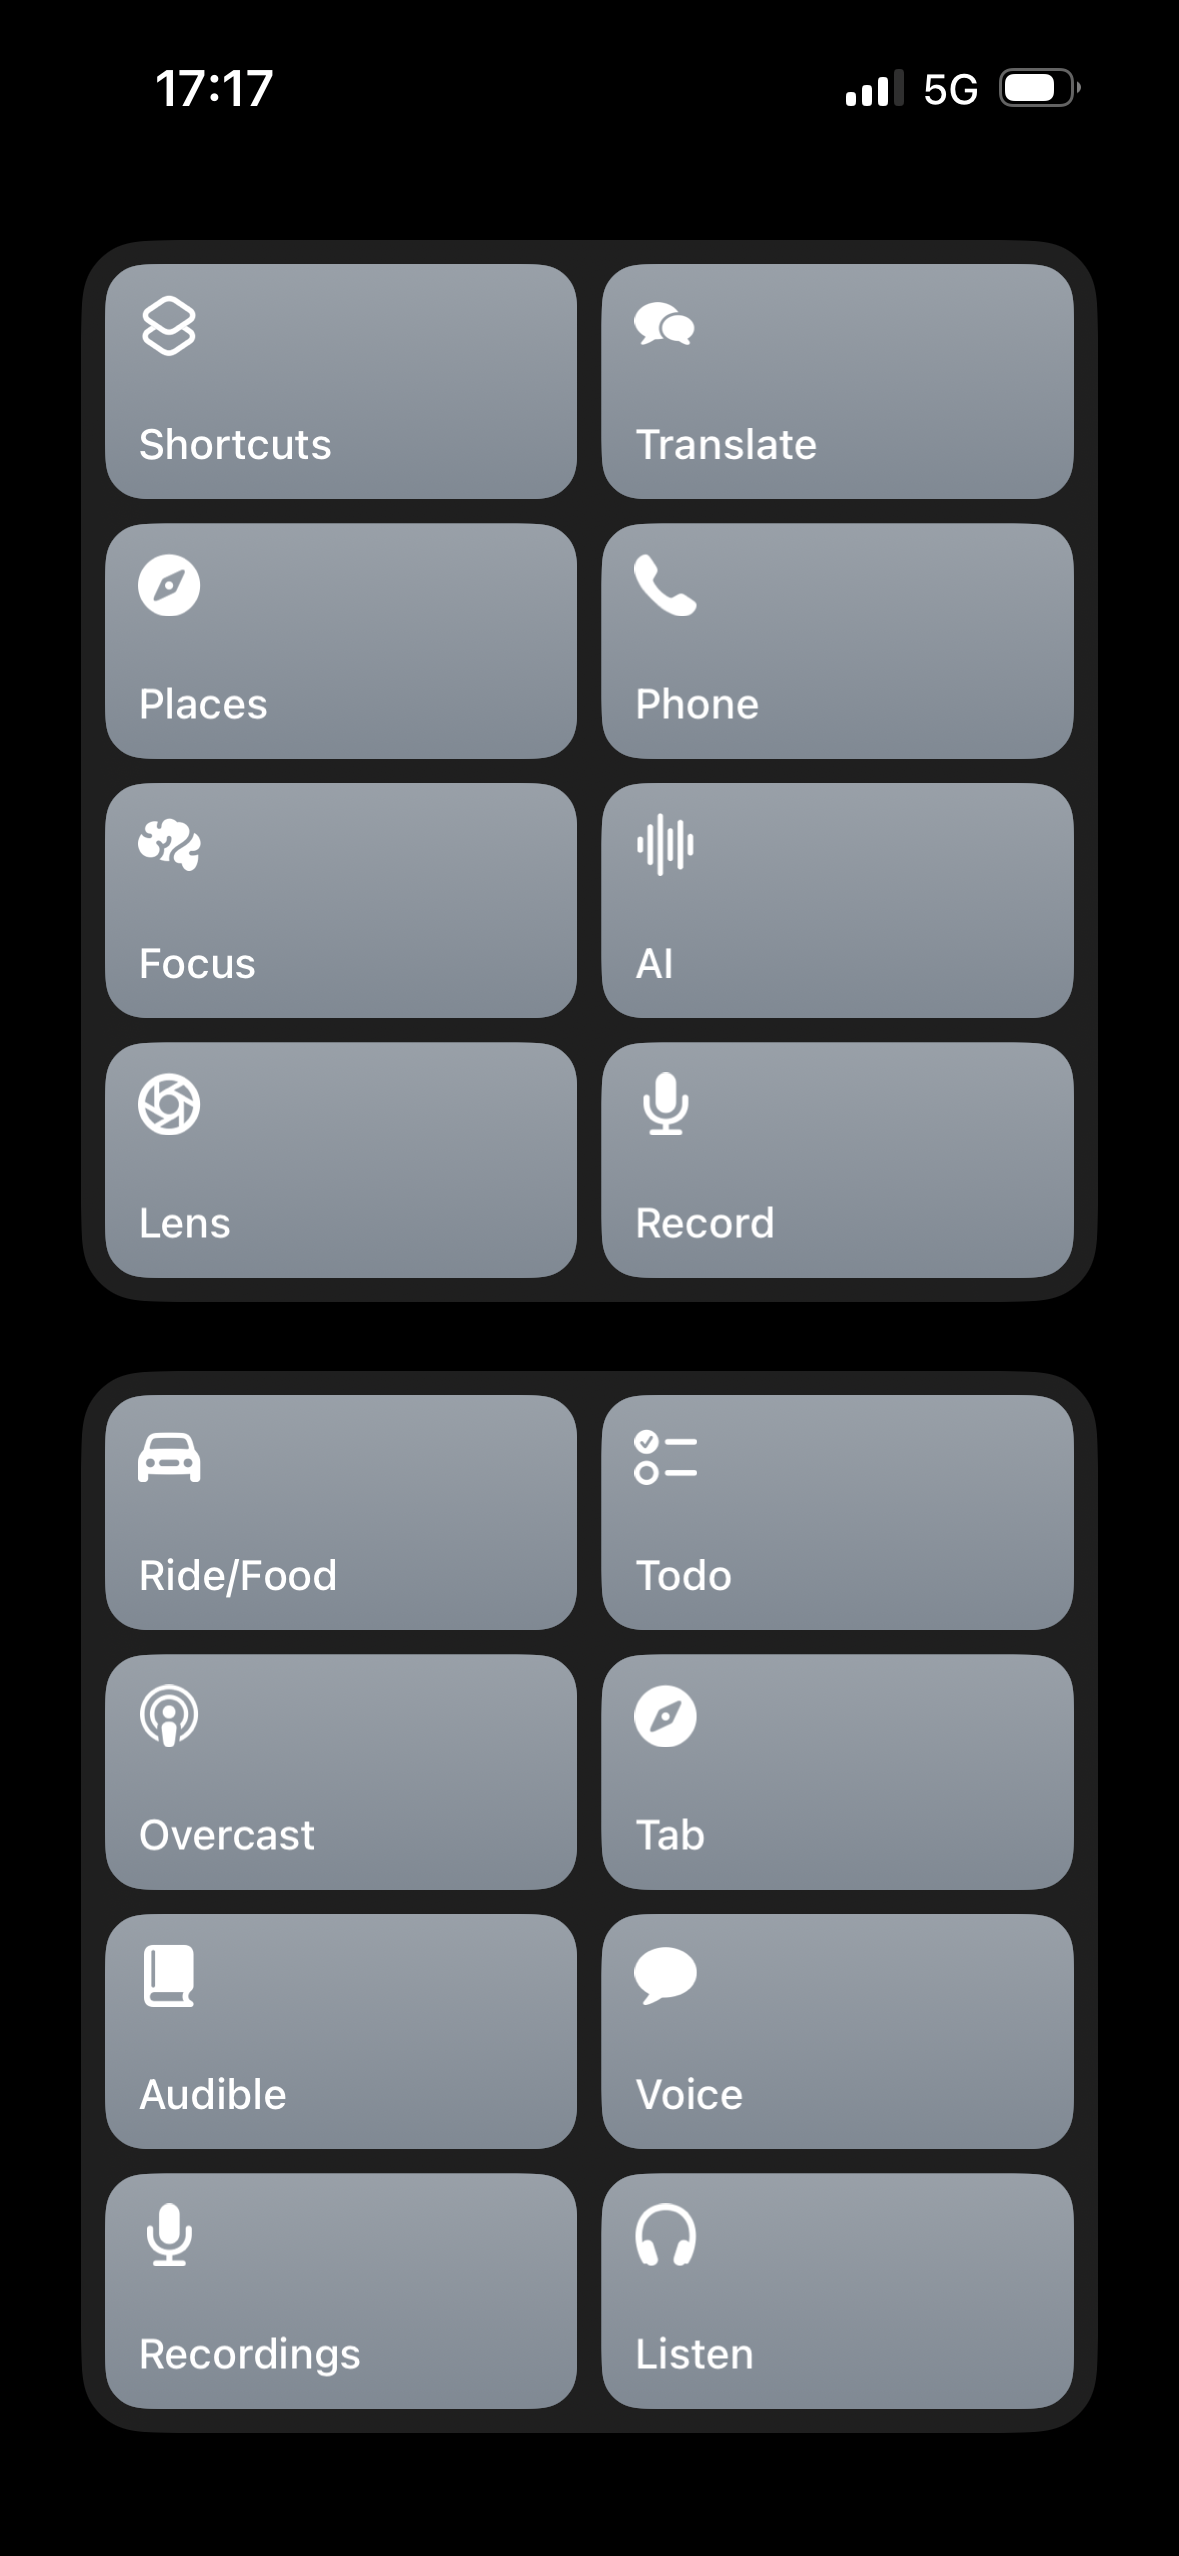 17:17 5G
Shortcuts
Translate
Places
Phone
Focus
AI
Lens
Record
Ride/Food
Todo
Overcast
Tab
Audible
Voice
Recordings
Listen